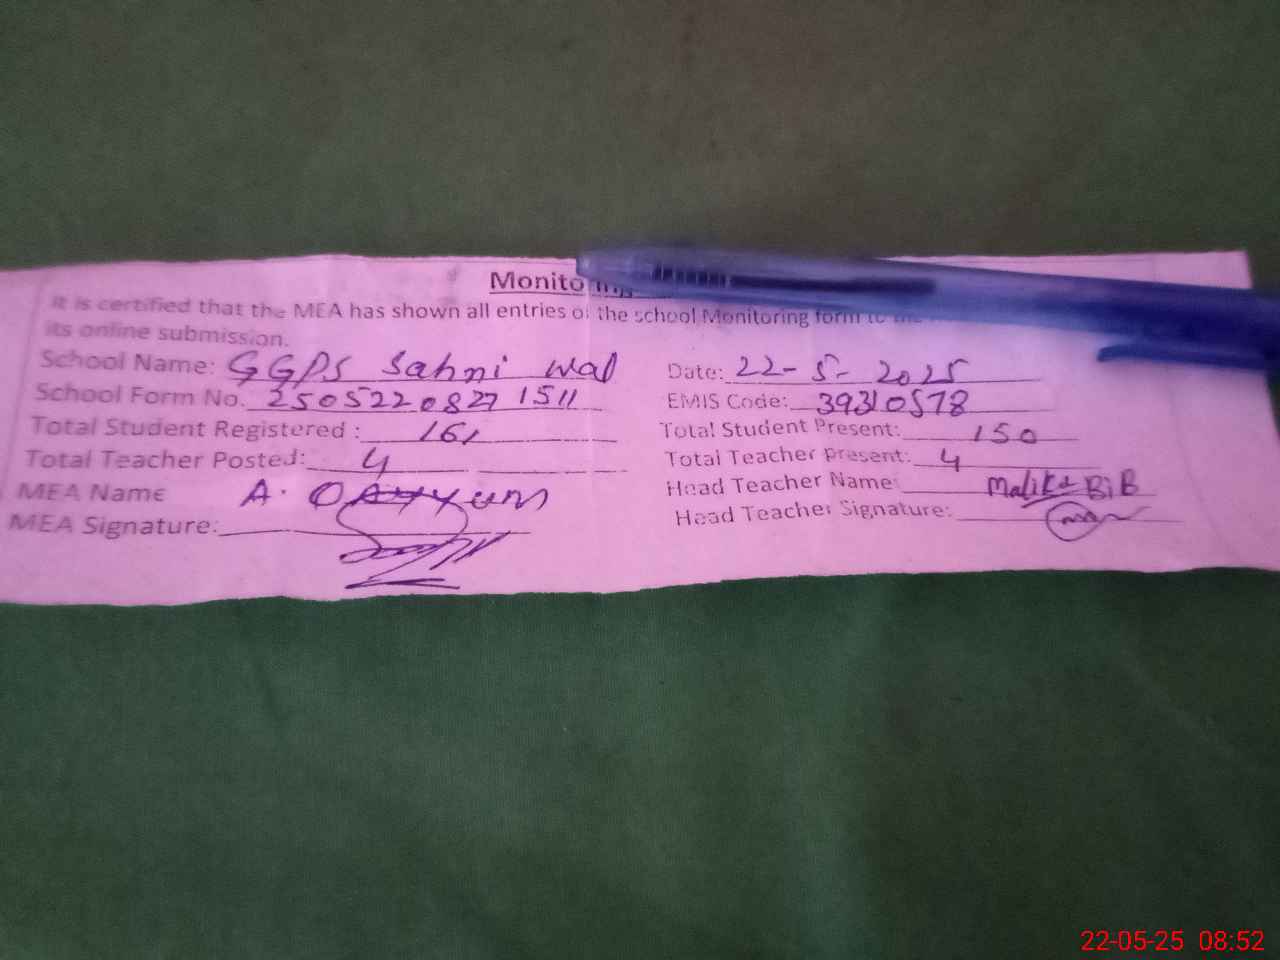 Monitoring
It is certified that the MEA has shown all entries of the school Monitoring form to the
its online submission.
School Name: GGPS Sahni wal Date: 22-5-2025
School Form No. 2505220827 1511 EMIS Code: 39310578
Total Student Registered : 161 Total Student Present: 150
Total Teacher Posted: 4 Total Teacher present: 4
MEA Name A. Head Teacher Name: Malika BiB
MEA Signature: Head Teacher Signature:
22-05-25 08:52